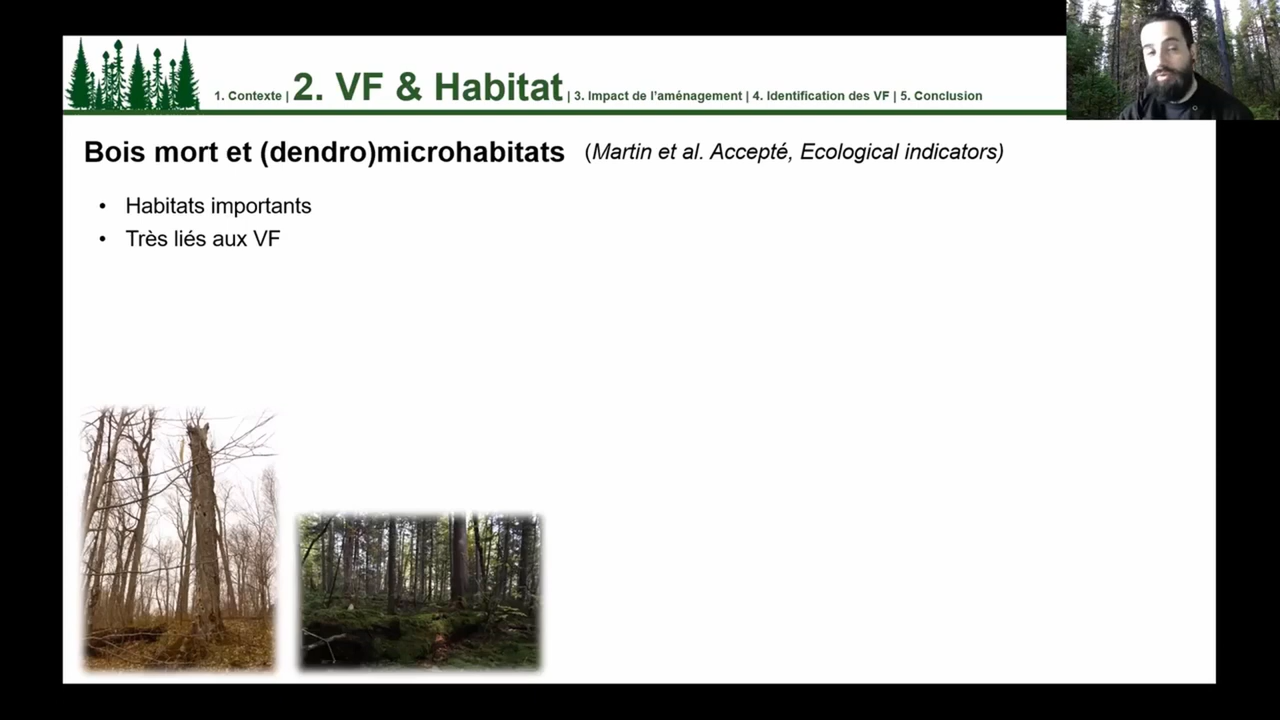 1. Contexte | 2. VF & Habitat | 3. Impact de l'aménagement | 4. Identification des VF | 5. Conclusion
Bois mort et (dendro)microhabitats (Martin et al. Accepté, Ecological indicators)
• Habitats importants
• Très liés aux VF